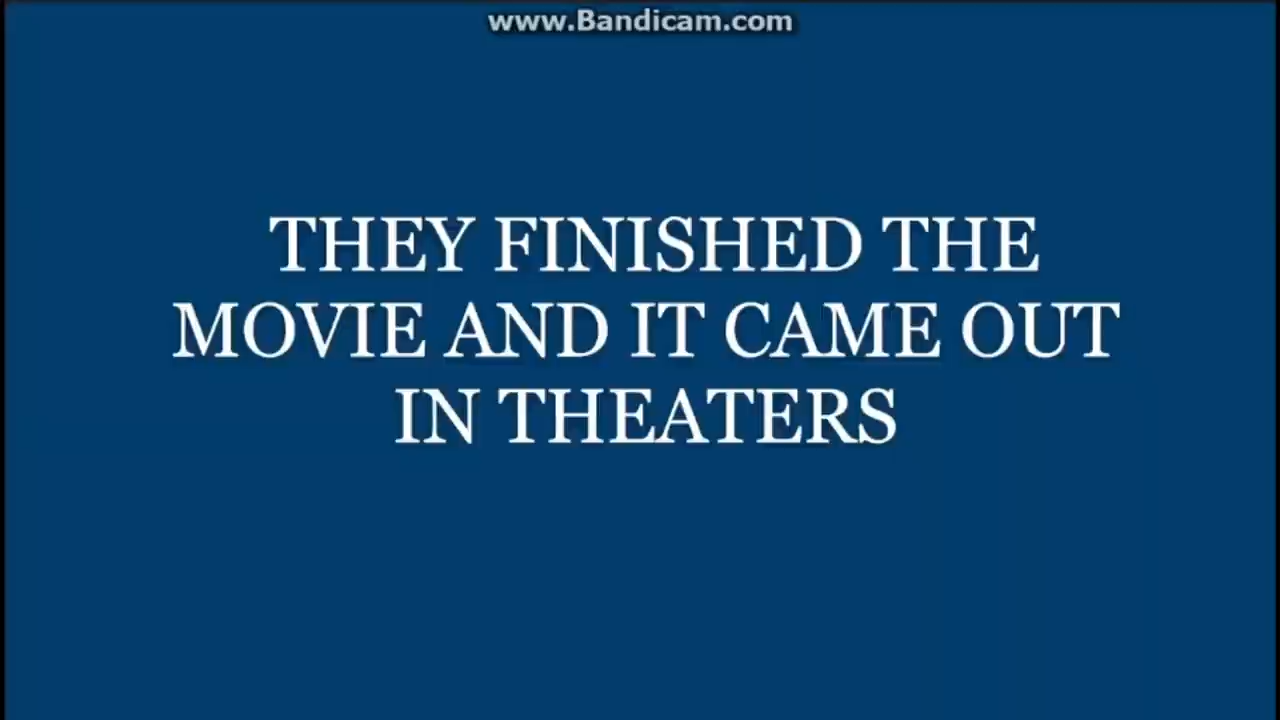 www.Bandicam.com
THEY FINISHED THE
MOVIE AND IT CAME OUT
IN THEATERS